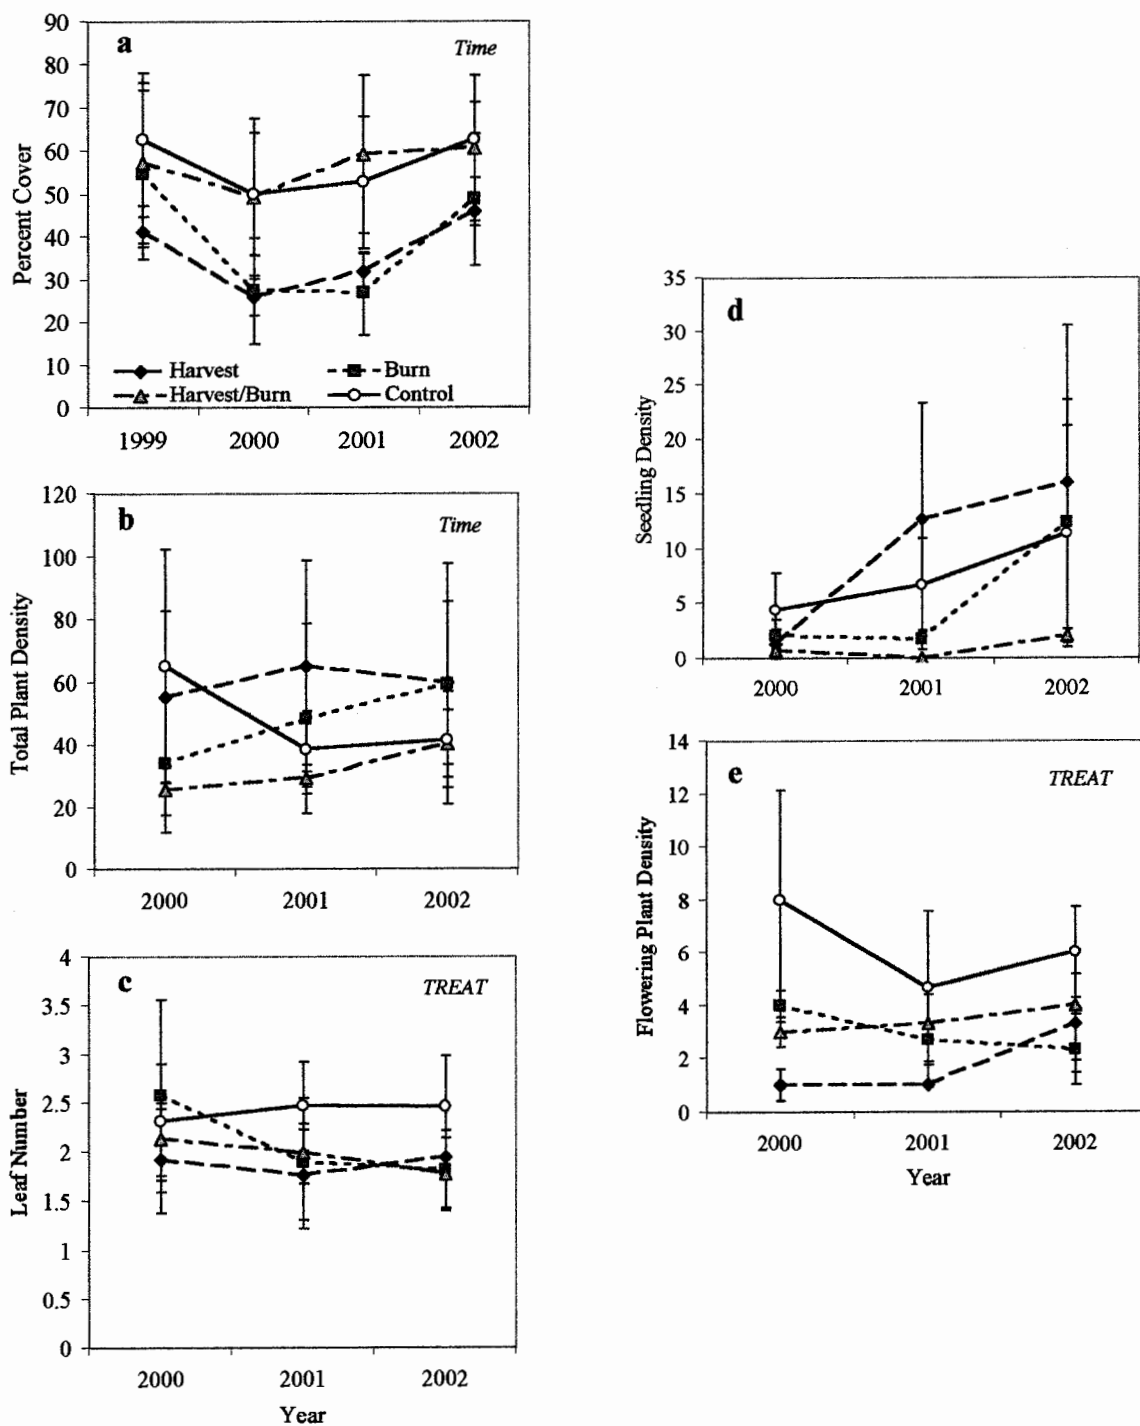 a
Time
Percent Cover
90
80
70
60
50
40
30
20
10
0
Harvest
Burn
Harvest/Burn
Control
1999 2000 2001 2002
b
Time
Total Plant Density
120
100
80
60
40
20
0
2000 2001 2002
c
TREAT
Leaf Number
4
3.5
3
2.5
2
1.5
1
0.5
0
2000 2001 2002
Year
d
Seedling Density
35
30
25
20
15
10
5
0
2000 2001 2002
e
TREAT
Flowering Plant Density
14
12
10
8
6
4
2
0
2000 2001 2002
Year